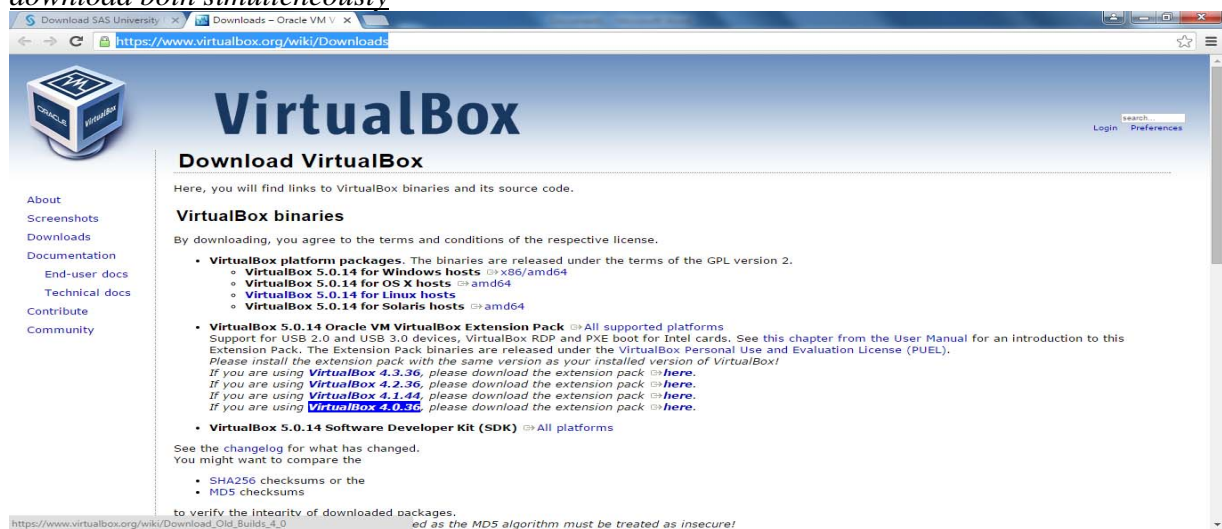 download both simultaneously
Download SAS University
Downloads – Oracle VM V
https://www.virtualbox.org/wiki/Downloads
ORACLE
VM
VirtualBox
VirtualBox
search...
Login Preferences
Download VirtualBox
Here, you will find links to VirtualBox binaries and its source code.
About
Screenshots
Downloads
Documentation
End-user docs
Technical docs
Contribute
Community
VirtualBox binaries
By downloading, you agree to the terms and conditions of the respective license.
• VirtualBox platform packages. The binaries are released under the terms of the GPL version 2.
VirtualBox 5.0.14 for Windows hosts x86/amd64
VirtualBox 5.0.14 for OS X hosts amd64
VirtualBox 5.0.14 for Linux hosts
VirtualBox 5.0.14 for Solaris hosts amd64
• VirtualBox 5.0.14 Oracle VM VirtualBox Extension Pack All supported platforms
Support for USB 2.0 and USB 3.0 devices, VirtualBox RDP and PXE boot for Intel cards. See this chapter from the User Manual for an introduction to this
Extension Pack. The Extension Pack binaries are released under the VirtualBox Personal Use and Evaluation License (PUEL).
Please install the extension pack with the same version as your installed version of VirtualBox!
If you are using VirtualBox 4.3.36, please download the extension pack here.
If you are using VirtualBox 4.2.36, please download the extension pack here.
If you are using VirtualBox 4.1.44, please download the extension pack here.
If you are using VirtualBox 4.0.36, please download the extension pack here.
• VirtualBox 5.0.14 Software Developer Kit (SDK) All platforms
See the changelog for what has changed.
You might want to compare the
• SHA256 checksums or the
• MD5 checksums
to verify the integrity of downloaded packages.
https://www.virtualbox.org/wiki/Download_Old_Builds_4_0
ed as the MD5 algorithm must be treated as insecure!